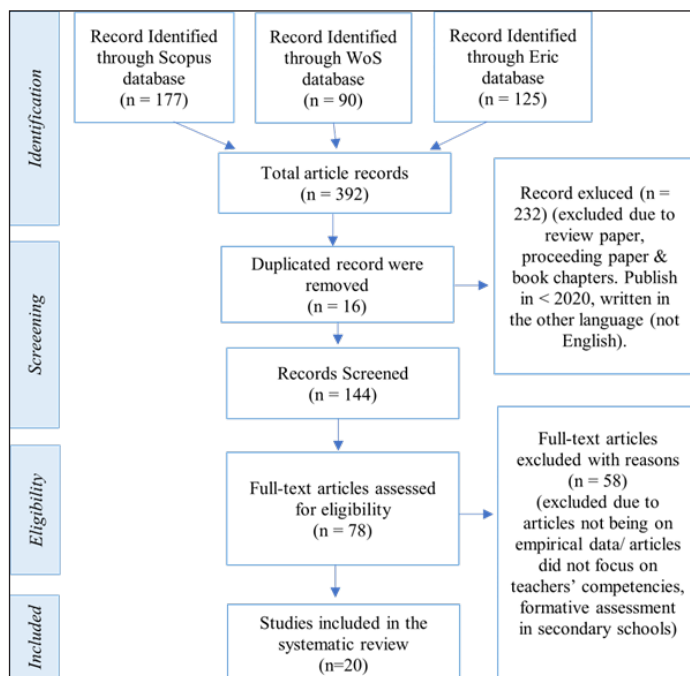 Identification
Record Identified
through Scopus
database
(n = 177)
Record Identified
through WoS
database
(n = 90)
Record Identified
through Eric
database
(n = 125)
Total article records
(n = 392)
Record exluced (n =
232) (excluded due to
review paper,
proceeding paper &
book chapters. Publish
in < 2020, written in
the other language (not
English).
Screeening
Duplicated record were
removed
(n = 16)
Records Screened
(n = 144)
Eligibility
Full-text articles assessed
for eligibility
(n = 78)
Full-text articles
excluded with reasons
(n = 58)
(excluded due to
articles not being on
empirical data/ articles
did not focus on
teachers’ competencies,
formative assessment
in secondary schools)
Included
Studies included in the
systematic review
(n=20)